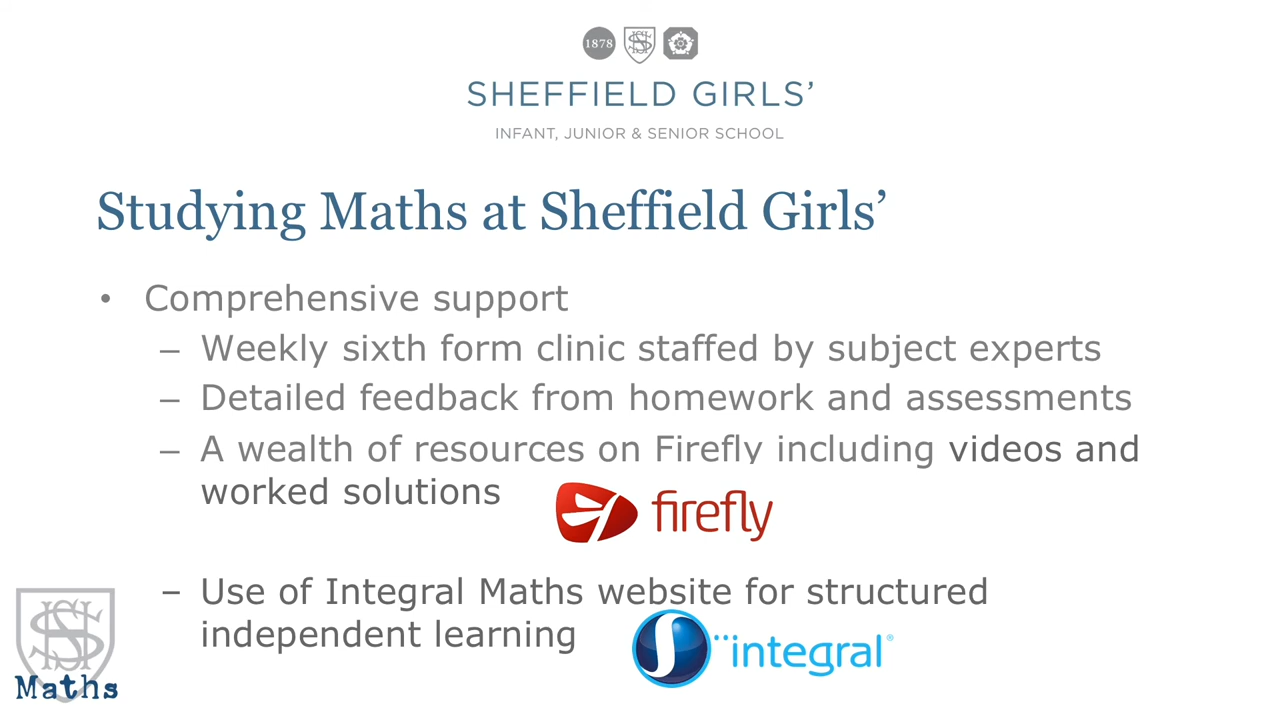 1878
SHEFFIELD GIRLS'
INFANT, JUNIOR & SENIOR SCHOOL
Studying Maths at Sheffield Girls’
• Comprehensive support
– Weekly sixth form clinic staffed by subject experts
– Detailed feedback from homework and assessments
– A wealth of resources on Firefly including videos and
worked solutions
firefly
– Use of Integral Maths website for structured
independent learning
integral®
Maths